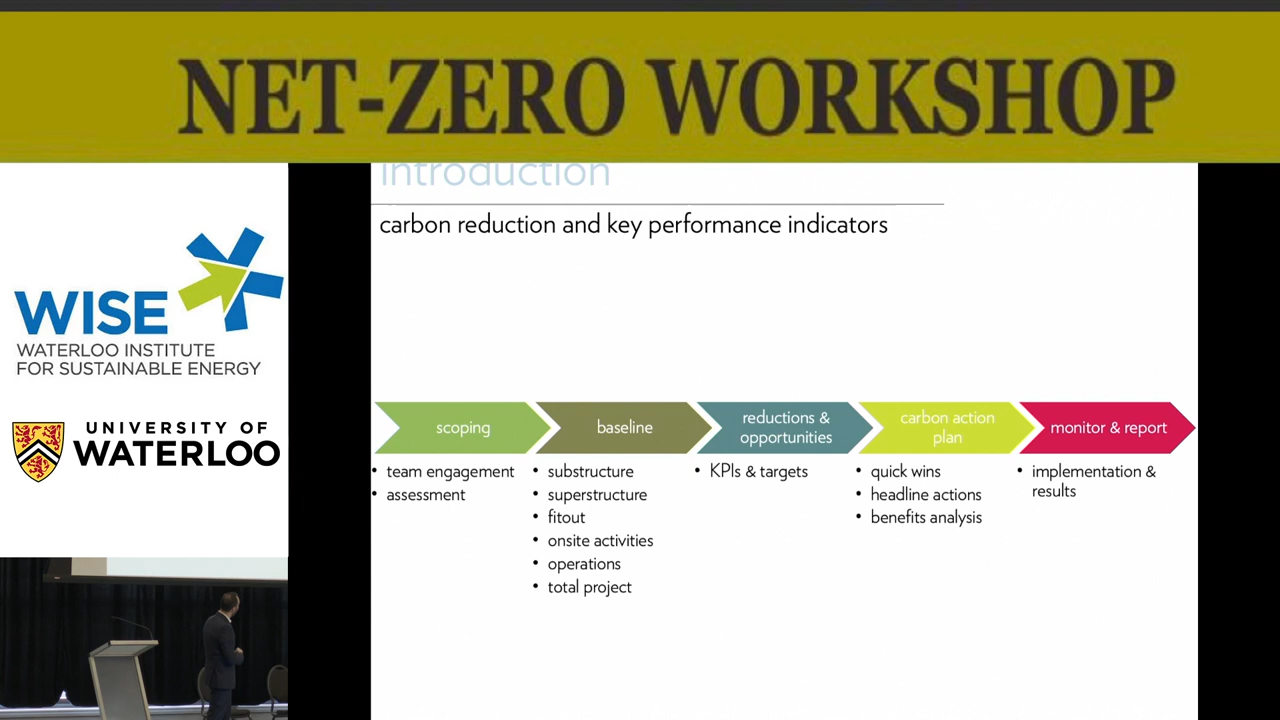 NET-ZERO WORKSHOP
introduction
carbon reduction and key performance indicators
WISE
WATERLOO INSTITUTE
FOR SUSTAINABLE ENERGY
UNIVERSITY OF
WATERLOO
scoping
• team engagement
• assessment
baseline
• substructure
• superstructure
• fitout
• onsite activities
• operations
• total project
reductions &
opportunities
• KPIs & targets
carbon action
plan
• quick wins
• headline actions
• benefits analysis
monitor & report
• implementation &
results